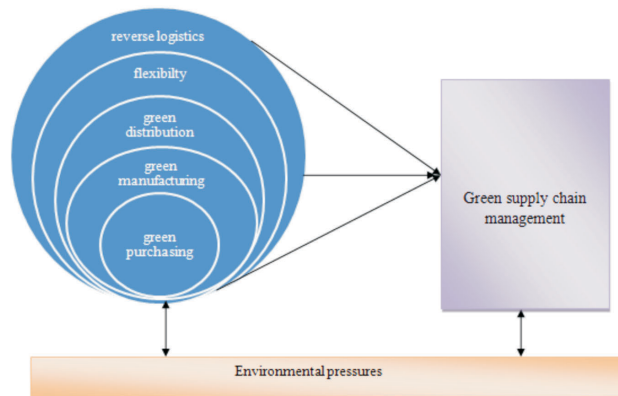 reverse logistics
flexibilty
green
distribution
green
manufacturing
green
purchasing
Green supply chain
management
Environmental pressures